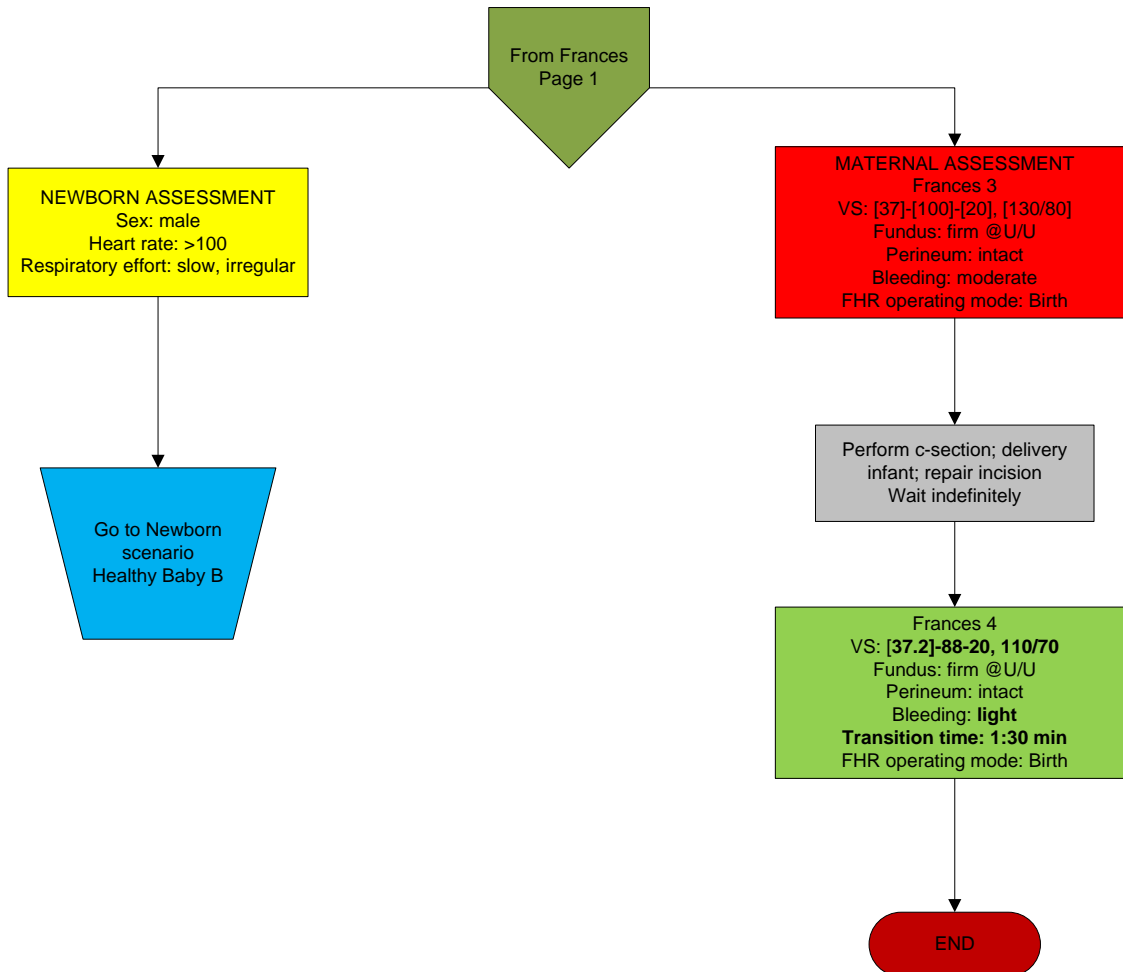 From Frances
Page 1
NEWBORN ASSESSMENT
Sex: male
Heart rate: >100
Respiratory effort: slow, irregular
Go to Newborn
scenario
Healthy Baby B
MATERNAL ASSESSMENT
Frances 3
VS: [37]-[100]-[20], [130/80]
Fundus: firm @U/U
Perineum: intact
Bleeding: moderate
FHR operating mode: Birth
Perform c-section; delivery
infant; repair incision
Wait indefinitely
Frances 4
VS: [37.2]-88-20, 110/70
Fundus: firm @U/U
Perineum: intact
Bleeding: light
Transition time: 1:30 min
FHR operating mode: Birth
END